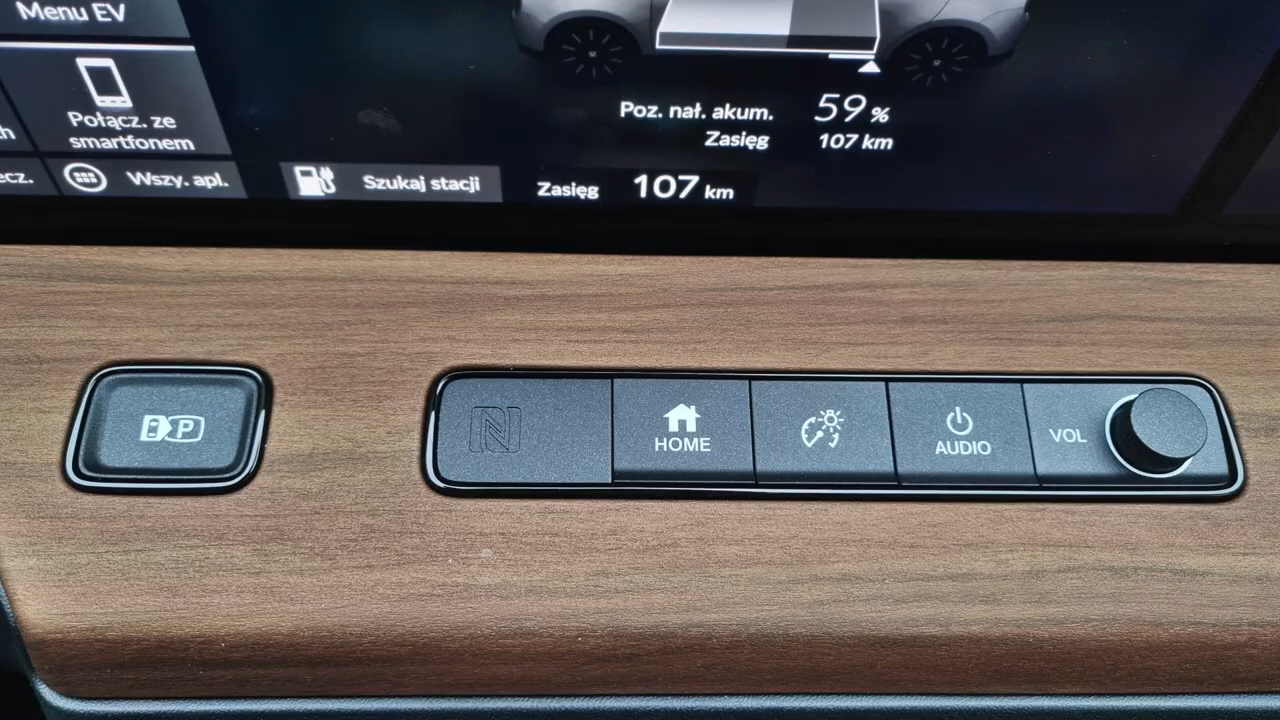 Menu EV
Połącz. ze
smartfonem
Wszy. apl.
Szukaj stacji
Poz. nał. akum. 59 %
Zasięg 107 km
Zasięg 107 km
P
HOME
AUDIO
VOL